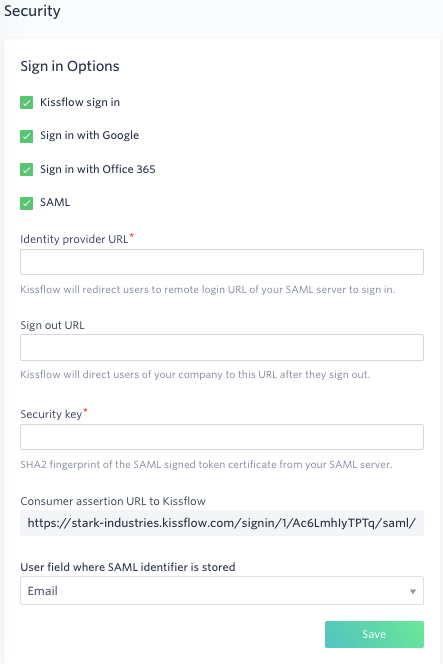 Security
Sign in Options
Kissflow sign in
Sign in with Google
Sign in with Office 365
SAML
Identity provider URL*
Kissflow will redirect users to remote login URL of your SAML server to sign in.
Sign out URL
Kissflow will direct users of your company to this URL after they sign out.
Security key*
SHA2 fingerprint of the SAML signed token certificate from your SAML server.
Consumer assertion URL to Kissflow
https://stark-industries.kissflow.com/signin/1/Ac6LmhIyTPTq/saml/
User field where SAML identifier is stored
Email
Save